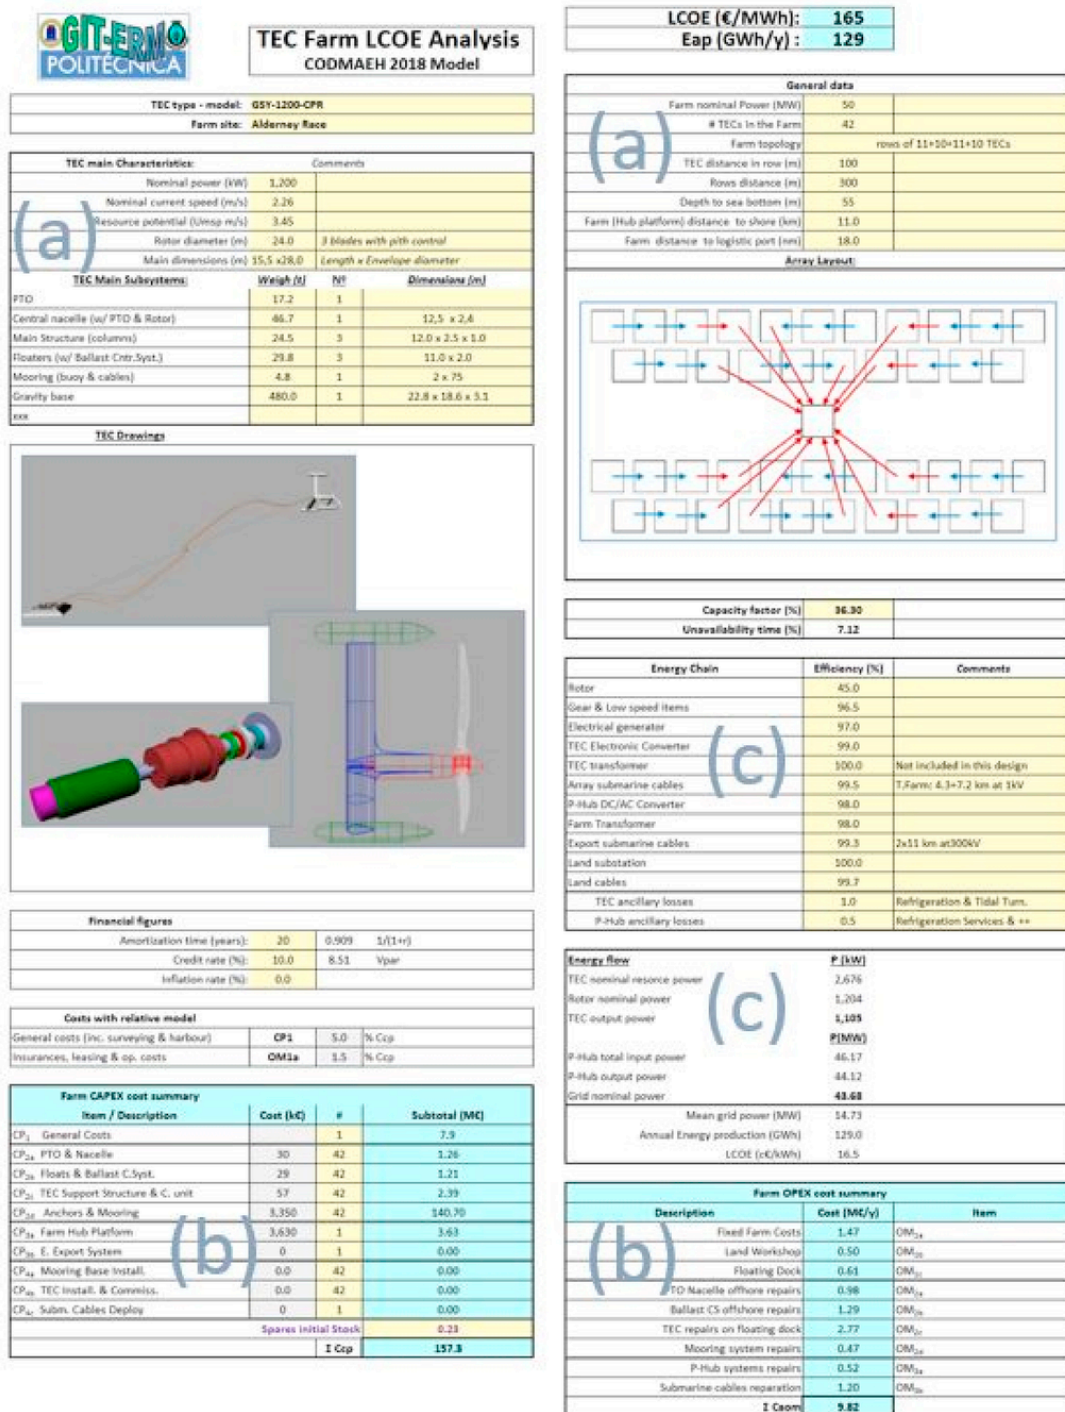 GIT-ERM
POLITÉCNICA
TEC Farm LCOE Analysis
CODMAEH 2018 Model
TEC type - model: GSY-1200-CPR
Farm site: Alderney Race
TEC main Characteristics: Comments
Nominal power (kW) 1,200
Nominal current speed (m/s) 2.26
Resource potential (Umsp m/s) 3.45
Rotor diameter (m) 24.0 3 blades with pith control
Main dimensions (m) 15,5 x28,0 Length x Envelope diameter
(a)
TEC Main Subsystems: Weigh (t) Nº Dimensions (m)
PTO 17.2 1
Central nacelle (w/ PTO & Rotor) 46.7 1 12,5 x 2,4
Main Structure (columns) 24.5 3 12.0 x 2.5 x 1.0
Floaters (w/ Ballast Cntr.Syst.) 29.8 3 11.0 x 2.0
Mooring (buoy & cables) 4.8 1 2 x 75
Gravity base 480.0 1 22.8 x 18.6 x 3.1
xxx
TEC Drawings
Financial figures
Amortization time (years): 20 0.909 1/(1+r)
Credit rate (%): 10.0 8.51 Vpar
Inflation rate (%): 0.0
Costs with relative model
General costs (inc. surveying & harbour) CP1 5.0 % Ccp
Insurances, leasing & op. costs OM1a 1.5 % Ccp
Farm CAPEX cost summary
Item / Description Cost (k€) # Subtotal (M€)
CP1 General Costs 1 7.9
CP2a PTO & Nacelle 30 42 1.26
CP2b Floats & Ballast C.Syst. 29 42 1.21
CP2c TEC Support Structure & C. unit 57 42 2.39
CP2d Anchors & Mooring 3,350 42 140.70
CP3a Farm Hub Platform 3,630 1 3.63
CP3b E. Export System 0 1 0.00
CP4a Mooring Base Install. 0.0 42 0.00
CP4b TEC Install. & Commiss. 0.0 42 0.00
CP4c Subm. Cables Deploy 0 1 0.00
(b)
Spares initial Stock 0.23
Σ Ccp 157.3
LCOE (€/MWh): 165
Eap (GWh/y) : 129
General data
Farm nominal Power (MW) 50
# TECs in the Farm 42
Farm topology rows of 11+10+11+10 TECs
TEC distance in row (m) 100
Rows distance (m) 300
Depth to sea bottom (m) 55
Farm (Hub platform) distance to shore (km) 11.0
Farm distance to logistic port (nm) 18.0
(a)
Array Layout:
Capacity factor (%) 36.30
Unavailability time (%) 7.12
Energy Chain Efficiency (%) Comments
Rotor 45.0
Gear & Low speed items 96.5
Electrical generator 97.0
TEC Electronic Converter 99.0
TEC transformer 100.0 Not included in this design
Array submarine cables 99.5 T.Farm: 4.3+7.2 km at 1kV
P-Hub DC/AC Converter 98.0
Farm Transformer 98.0
Export submarine cables 99.3 2x11 km at300kV
Land substation 100.0
Land cables 99.7
TEC ancillary losses 1.0 Refrigeration & Tidal Turn.
P-Hub ancillary losses 0.5 Refrigeration Services & ++
(c)
Energy flow P (kW)
TEC nominal resorce power 2,676
Rotor nominal power 1,204
TEC output power 1,105
P(MW)
P-Hub total input power 46.17
P-Hub output power 44.12
Grid nominal power 43.68
(c)
Mean grid power (MW) 14.73
Annual Energy production (GWh) 129.0
LCOE (c€/kWh) 16.5
Farm OPEX cost summary
Description Cost (M€/y) Item
Fixed Farm Costs 1.47
Land Workshop 0.50
Floating Dock 0.61
PTO Nacelle offhore repairs 0.98
Ballast CS offshore repairs 1.29
TEC repairs on floating dock 2.77
Mooring system repairs 0.47
P-Hub systems repairs 0.52
Submarine cables reparation 1.20
(b)
Σ Caom 9.82